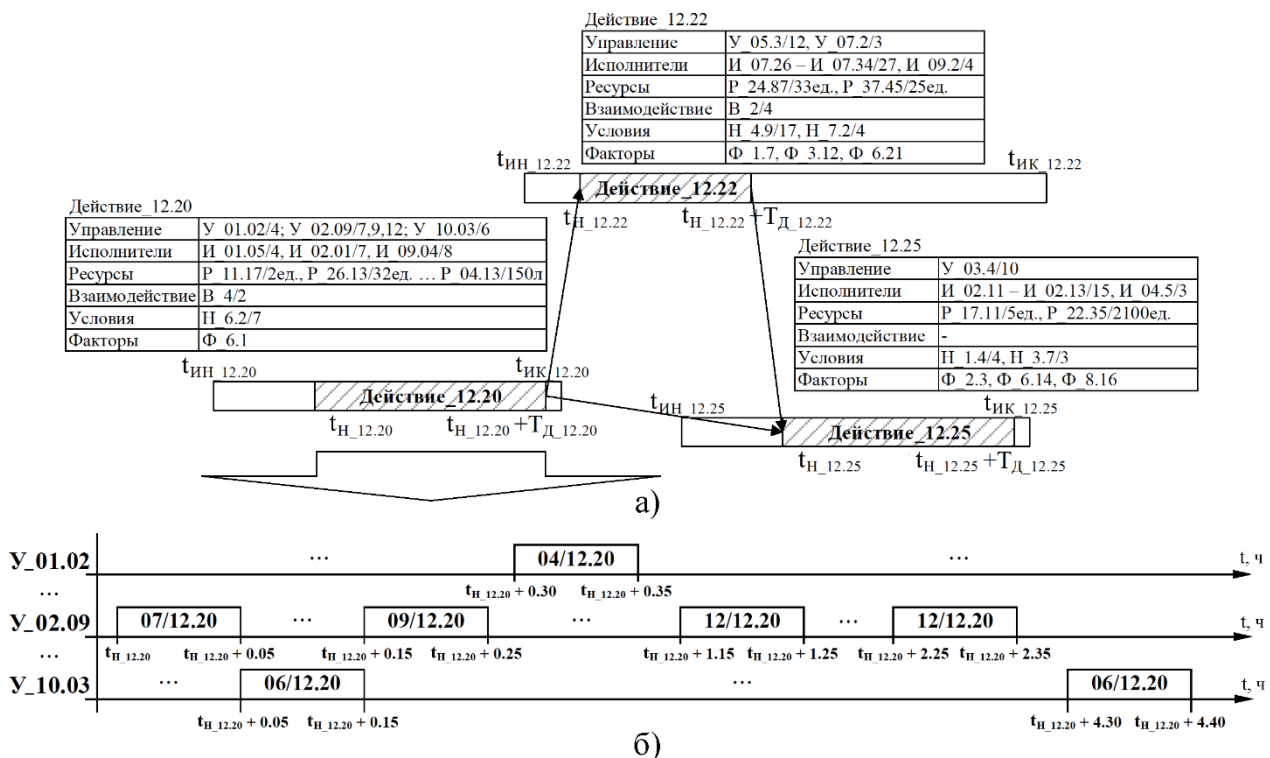 Действие_12.22
Управление У_05.3/12, У_07.2/3
Исполнители И_07.26 – И_07.34/27, И_09.2/4
Ресурсы Р_24.87/33ед., Р_37.45/25ед.
Взаимодействие В_2/4
Условия Н_4.9/17, Н_7.2/4
Факторы Ф_1.7, Ф_3.12, Ф_6.21
tИН_12.22 tИК_12.22
Действие_12.22
tН_12.22 tН_12.22 +TД_12.22
Действие_12.20
Управление У_01.02/4; У_02.09/7,9,12; У_10.03/6
Исполнители И_01.05/4, И_02.01/7, И_09.04/8
Ресурсы Р_11.17/2ед., Р_26.13/32ед. … Р_04.13/150л
Взаимодействие В_4/2
Условия Н_6.2/7
Факторы Ф_6.1
tИН_12.20 tИК_12.20
Действие_12.20
tН_12.20 tН_12.20 +TД_12.20
Действие_12.25
Управление У_03.4/10
Исполнители И_02.11 – И_02.13/15, И_04.5/3
Ресурсы Р_17.11/5ед., Р_22.35/2100ед.
Взаимодействие -
Условия Н_1.4/4, Н_3.7/3
Факторы Ф_2.3, Ф_6.14, Ф_8.16
tИН_12.25 tИК_12.25
Действие_12.25
tН_12.25 tН_12.25 +TД_12.25
а)
У_01.02 … 04/12.20 … t, ч
… tН_12.20 + 0.30 tН_12.20 + 0.35
У_02.09 07/12.20 … 09/12.20 … 12/12.20 … 12/12.20 t, ч
… tН_12.20 tН_12.20 + 0.05 tН_12.20 + 0.15 tН_12.20 + 0.25 tН_12.20 + 1.15 tН_12.20 + 1.25 tН_12.20 + 2.25 tН_12.20 + 2.35
У_10.03 … 06/12.20 … 06/12.20 t, ч
tН_12.20 + 0.05 tН_12.20 + 0.15 tН_12.20 + 4.30 tН_12.20 + 4.40
б)